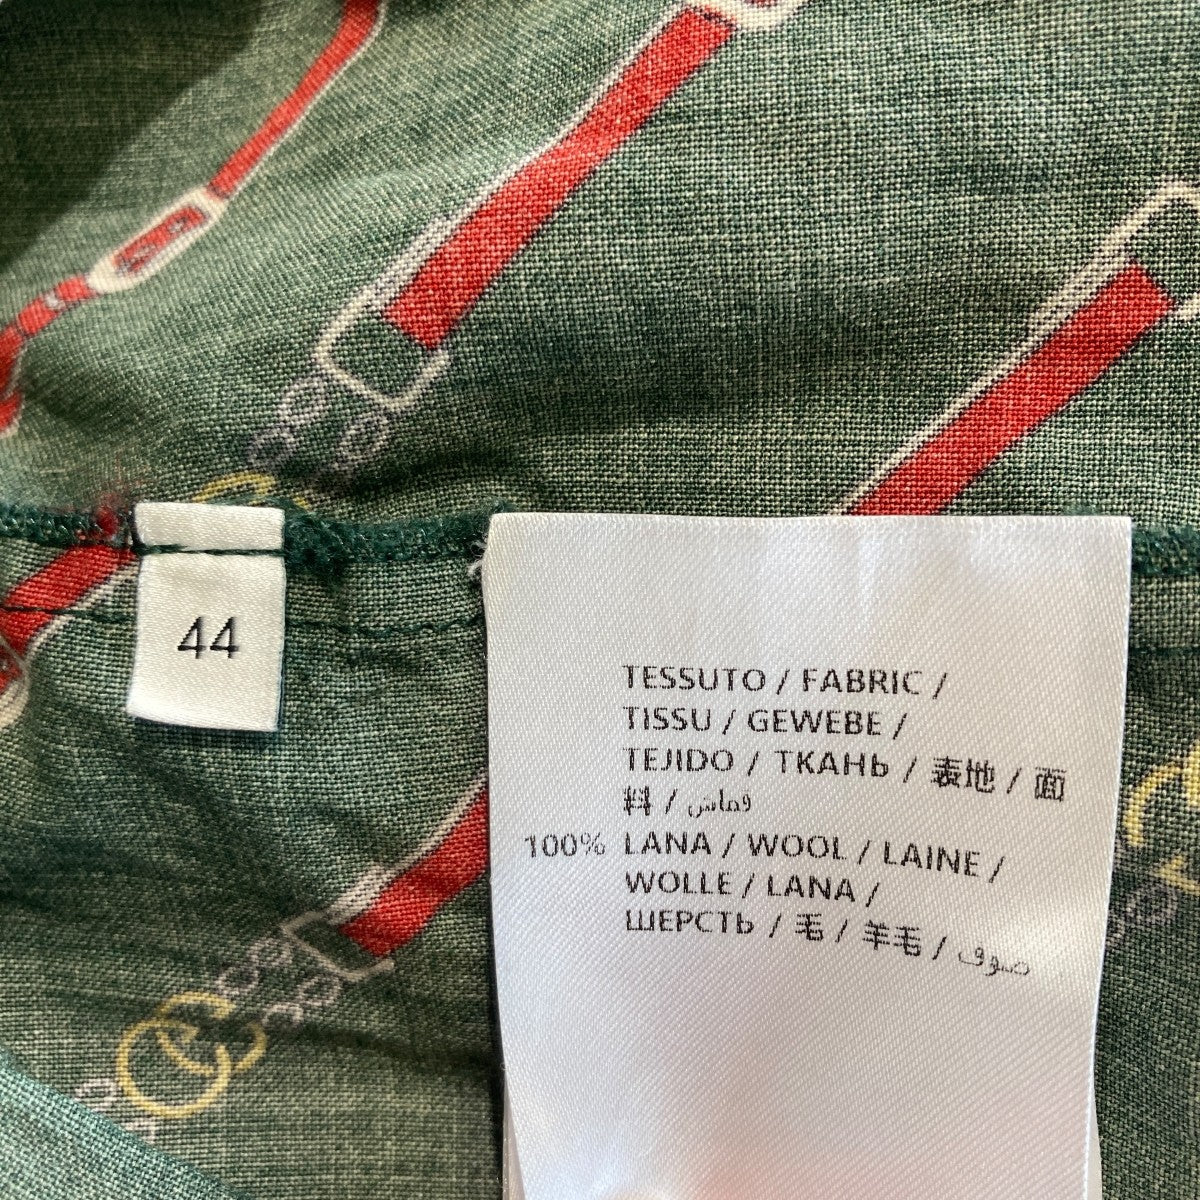 44
TESSUTO / FABRIC /
TISSU / GEWEBE /
TEJIDO / ТКАНЬ / 表地 / 面
料 / قماش
100% LANA / WOOL / LAINE /
WOLLE / LANA /
ШЕРСТЬ / 毛 / 羊毛 / صوف